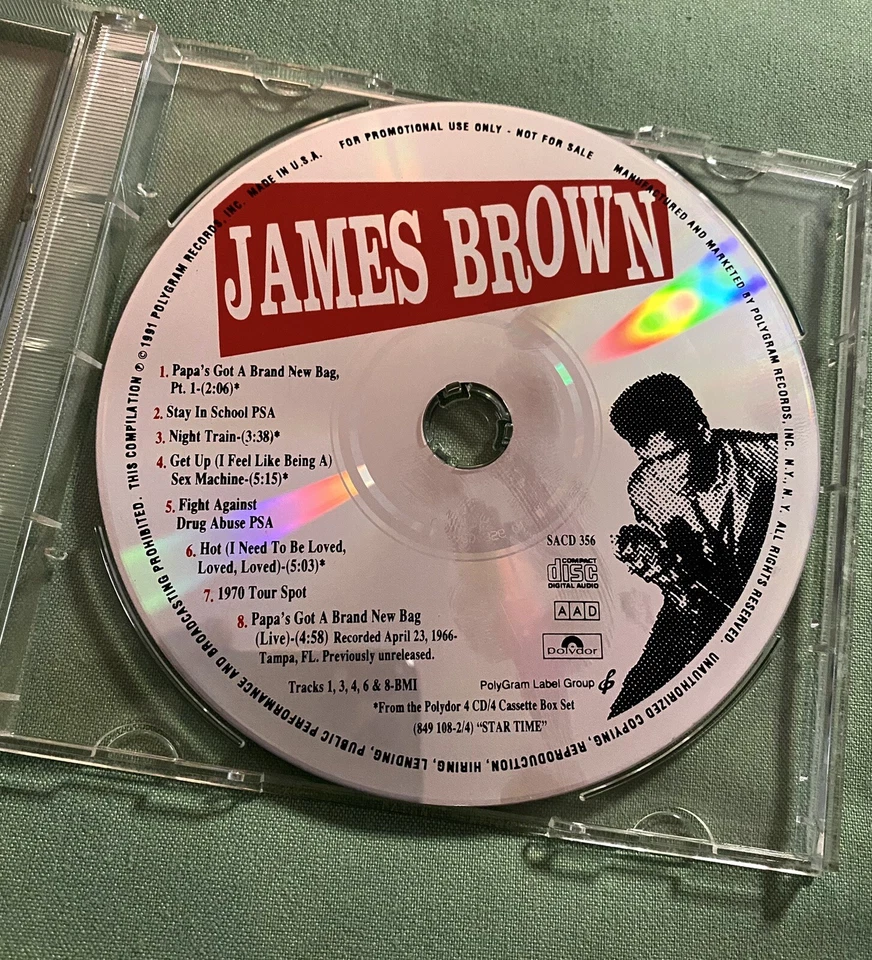 FOR PROMOTIONAL USE ONLY - NOT FOR SALE
MANUFACTURED AND MARKETED BY POLYGRAM RECORDS, INC. N.Y., N.Y. ALL RIGHTS RESERVED. UNAUTHORIZED COPYING, REPRODUCTION, HIRING, LENDING, PUBLIC PERFORMANCE AND BROADCASTING PROHIBITED. THIS COMPILATION ℗ © 1991 POLYGRAM RECORDS, INC. MADE IN U.S.A.
JAMES BROWN
1. Papa's Got A Brand New Bag,
Pt. 1-(2:06)*
2. Stay In School PSA
3. Night Train-(3:38)*
4. Get Up (I Feel Like Being A)
Sex Machine-(5:15)*
5. Fight Against
Drug Abuse PSA
6. Hot (I Need To Be Loved,
Loved, Loved)-(5:03)*
7. 1970 Tour Spot
8. Papa's Got A Brand New Bag
(Live)-(4:58) Recorded April 23, 1966-
Tampa, FL. Previously unreleased.
Tracks 1, 3, 4, 6 & 8-BMI
SACD 356
COMPACT
disc
DIGITAL AUDIO
AAD
polydor
PolyGram Label Group
*From the Polydor 4 CD/4 Cassette Box Set
(849 108-2/4) "STAR TIME"